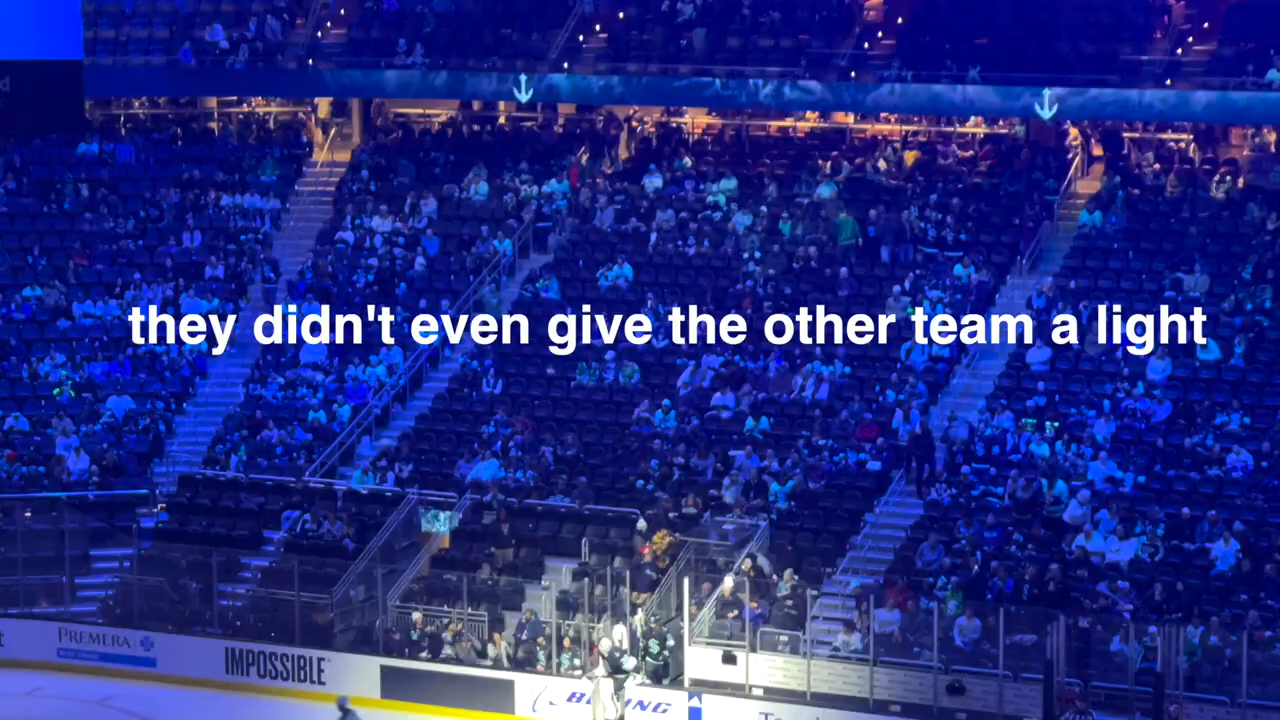 they didn't even give the other team a light
PREMERA
IMPOSSIBLE